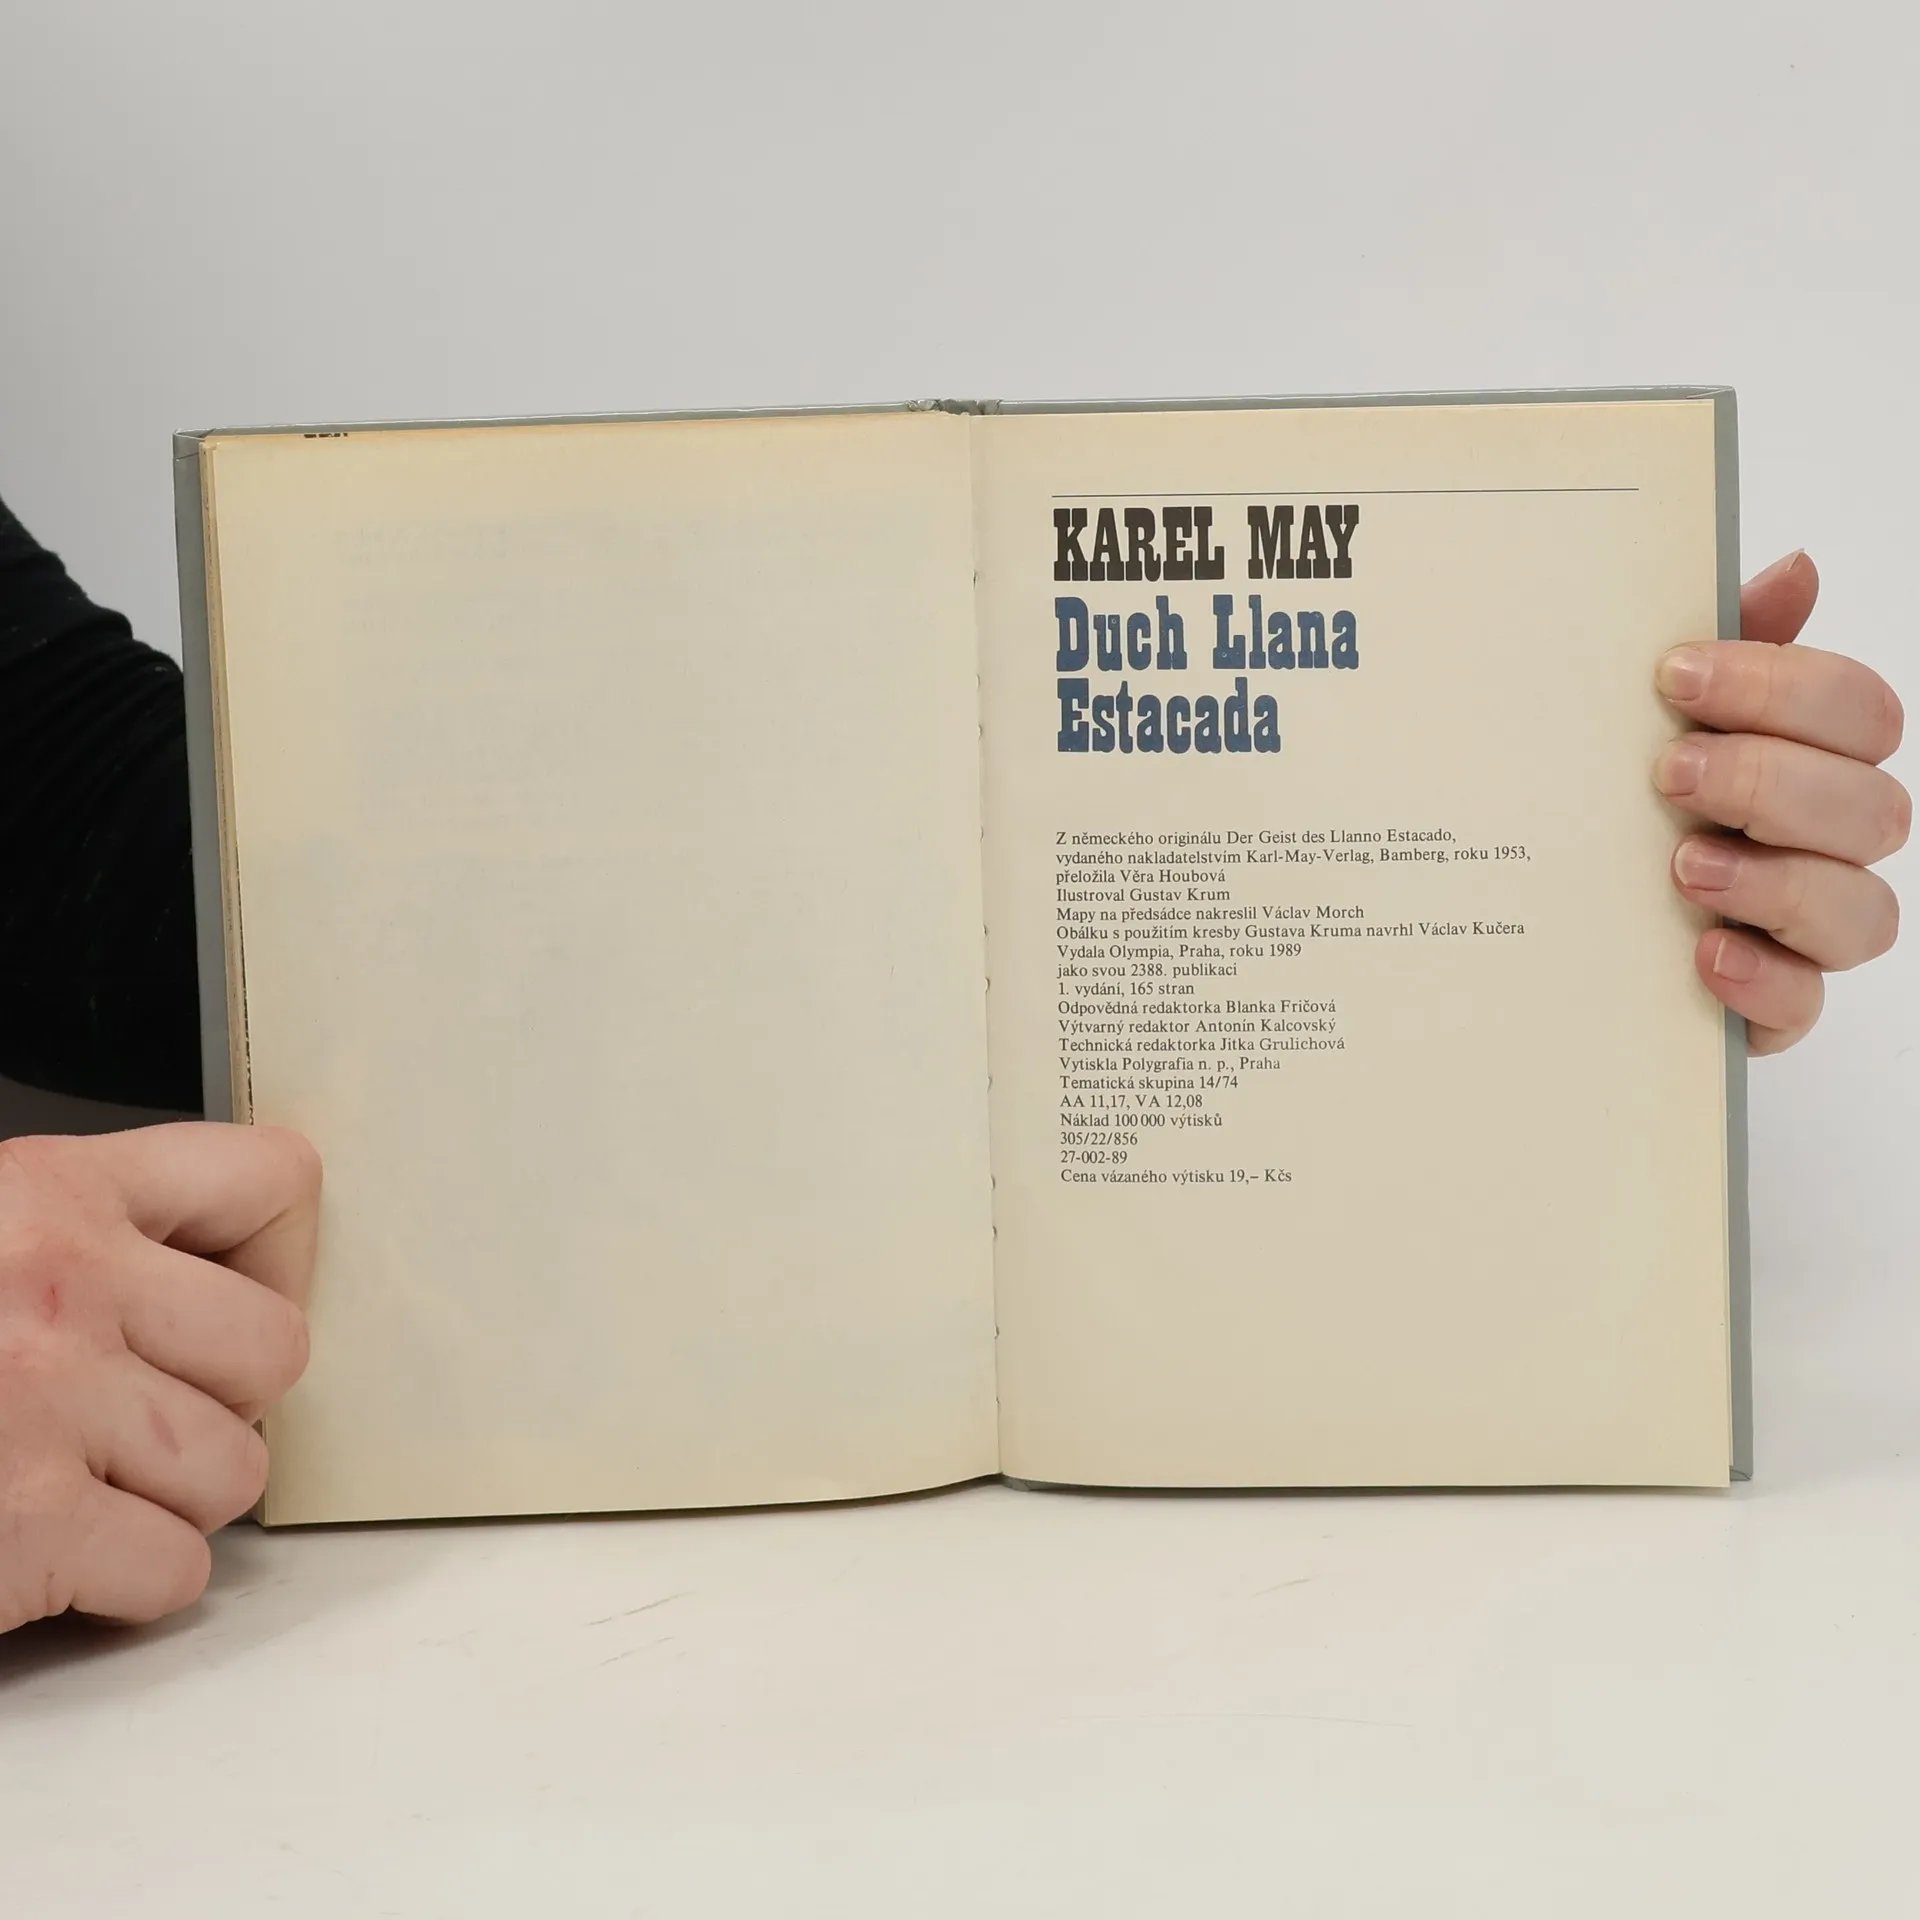 KAREL MAY
Duch Llana
Estacada
Z německého originálu Der Geist des Llanno Estacado,
vydaného nakladatelstvím Karl-May-Verlag, Bamberg, roku 1953,
přeložila Věra Houbová
Ilustroval Gustav Krum
Mapy na předsádce nakreslil Václav Morch
Obálku s použitím kresby Gustava Kruma navrhl Václav Kučera
Vydala Olympia, Praha, roku 1989
jako svou 2388. publikaci
1. vydání, 165 stran
Odpovědná redaktorka Blanka Fričová
Výtvarný redaktor Antonín Kalcovský
Technická redaktorka Jitka Grulichová
Vytiskla Polygrafia n. p., Praha
Tematická skupina 14/74
AA 11,17, VA 12,08
Náklad 100 000 výtisků
305/22/856
27-002-89
Cena vázaného výtisku 19,– Kčs